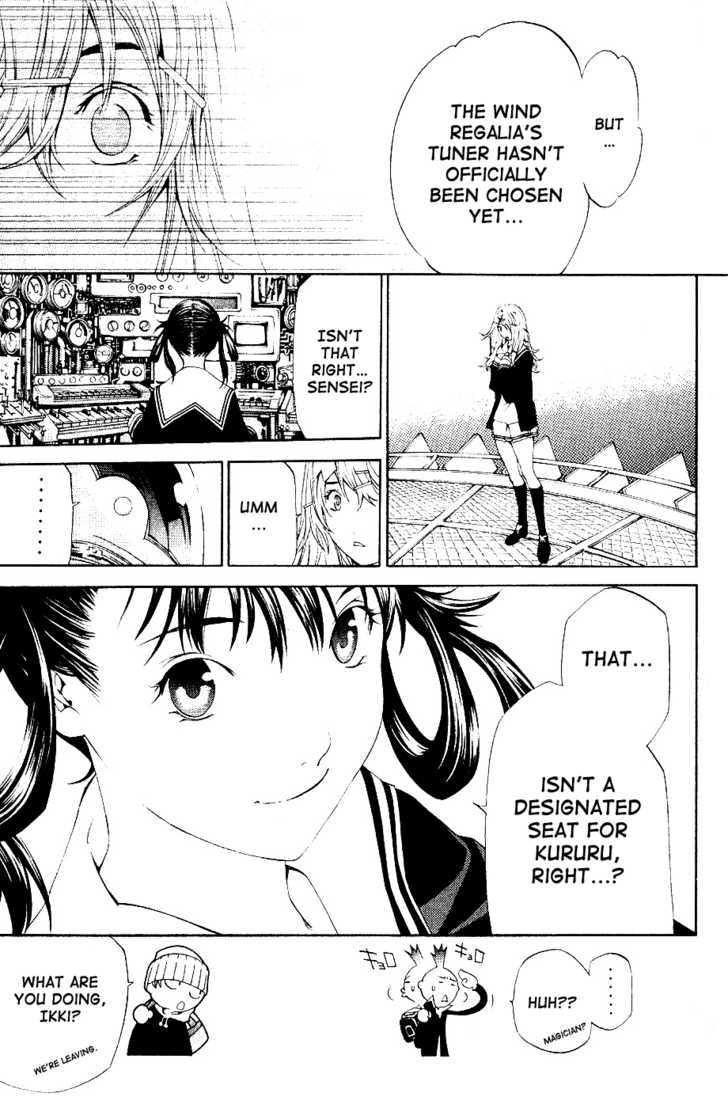 BUT
...
THE WIND
REGALIA'S
TUNER HASN'T
OFFICIALLY
BEEN CHOSEN
YET...
ISN'T
THAT
RIGHT...
SENSEI?
UMM
...
......
THAT...
ISN'T A
DESIGNATED
SEAT FOR
KURURU,
RIGHT...?
.....
HUH??
MAGICIAN?
キョロ
キョロ
WHAT ARE
YOU DOING,
IKKI?
WE'RE LEAVING.